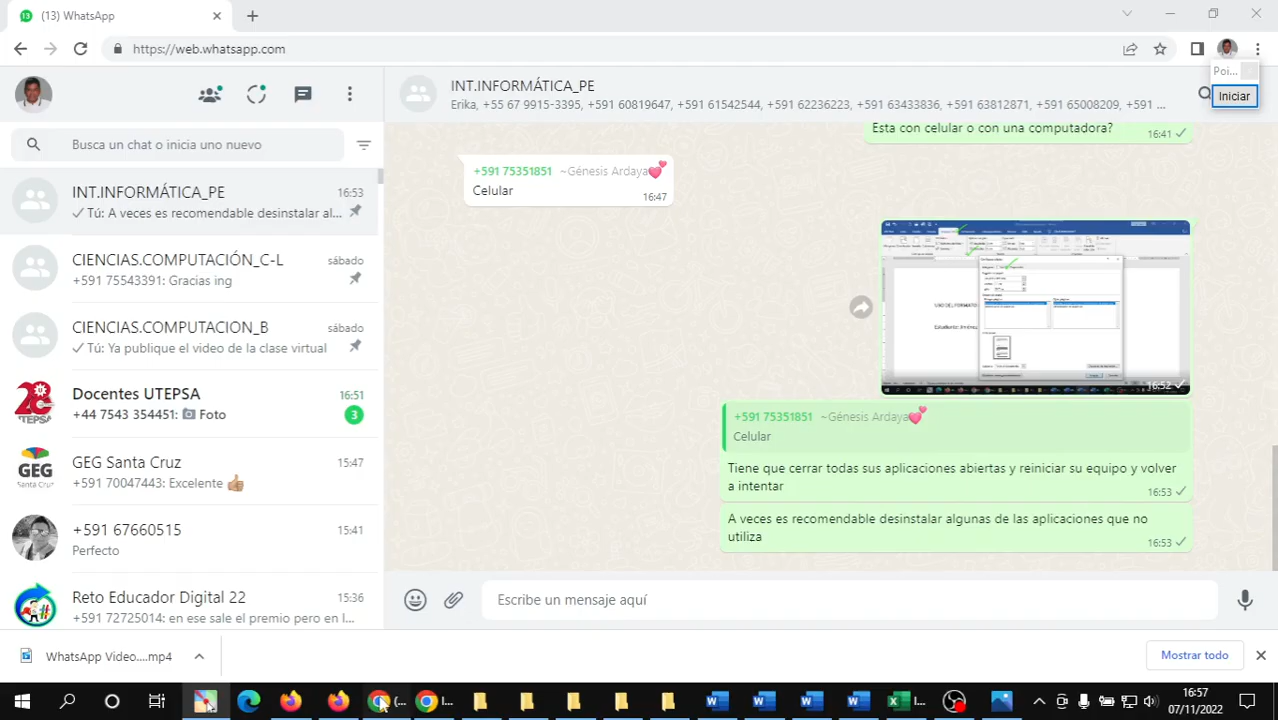 (13) WhatsApp
https://web.whatsapp.com
Poi...
Iniciar
INT.INFORMÁTICA_PE
Erika, +55 67 9915-3395, +591 60819647, +591 61542544, +591 62236223, +591 63433836, +591 63812871, +591 65008209, +591 ...
Busca un chat o inicia uno nuevo
INT.INFORMÁTICA_PE
16:53
Tú: A veces es recomendable desinstalar al...
CIENCIAS.COMPUTACIÓN_C-L
sábado
+591 75543391: Gracias ing
CIENCIAS.COMPUTACION_B
sábado
Tú: Ya publique el video de la clase virtual
Docentes UTEPSA
16:51
+44 7543 354451: Foto
3
UTEPSA
GEG Santa Cruz
15:47
+591 70047443: Excelente 👍
GEG
Santa Cruz
+591 67660515
15:41
Perfecto
Reto Educador Digital 22
15:36
+591 72725014: en ese sale el premio pero en l...
Esta con celular o con una computadora?
16:41
+591 75351851 ~Génesis Ardaya💕
Celular
16:47
16:52
+591 75351851 ~Génesis Ardaya💕
Celular
Tiene que cerrar todas sus aplicaciones abiertas y reiniciar su equipo y volver
a intentar
16:53
A veces es recomendable desinstalar algunas de las aplicaciones que no
utiliza
16:53
Escribe un mensaje aquí
WhatsApp Video....mp4
Mostrar todo
16:57
07/11/2022